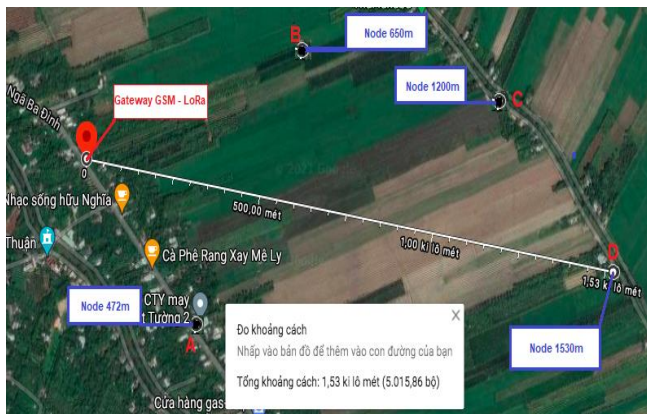 B
Node 650m
Node 1200m
C
Gateway GSM - LoRa
Ngã Ba Đình
0
Nhạc sống hữu Nghĩa
500,00 mét
Thuận
1,00 ki lô mét
Cà Phê Rang Xay Mê Ly
D
1,53 ki lô mét
Node 472m
CTY may
t Tường 2
A
Đo khoảng cách
Nhấp vào bản đồ để thêm vào con đường của bạn
Tổng khoảng cách: 1,53 ki lô mét (5.015,86 bộ)
Node 1530m
Cửa hàng gas